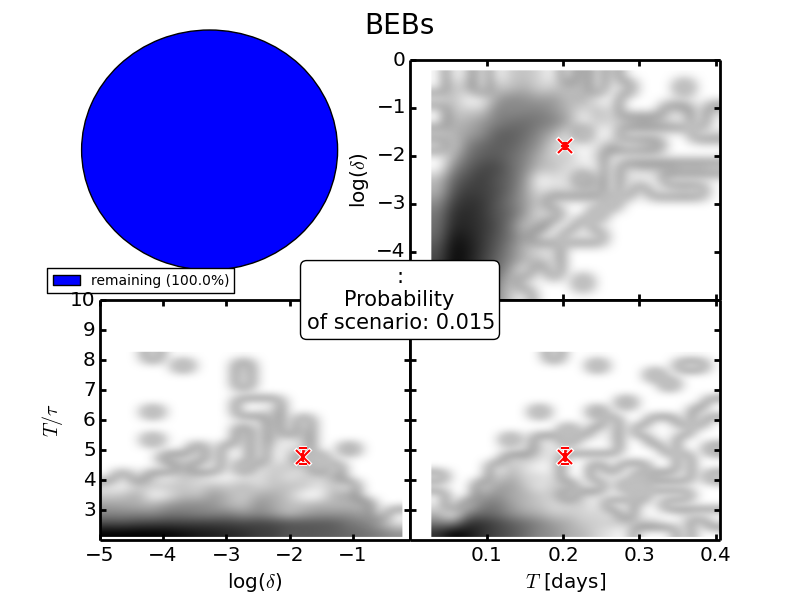 BEBs
0
−1
−2
−3
−4
log(δ)
remaining (100.0%)
:
Probability
of scenario: 0.015
10
9
8
7
6
5
4
3
T/τ
−5 −4 −3 −2 −1
log(δ)
0.1 0.2 0.3 0.4
T [days]